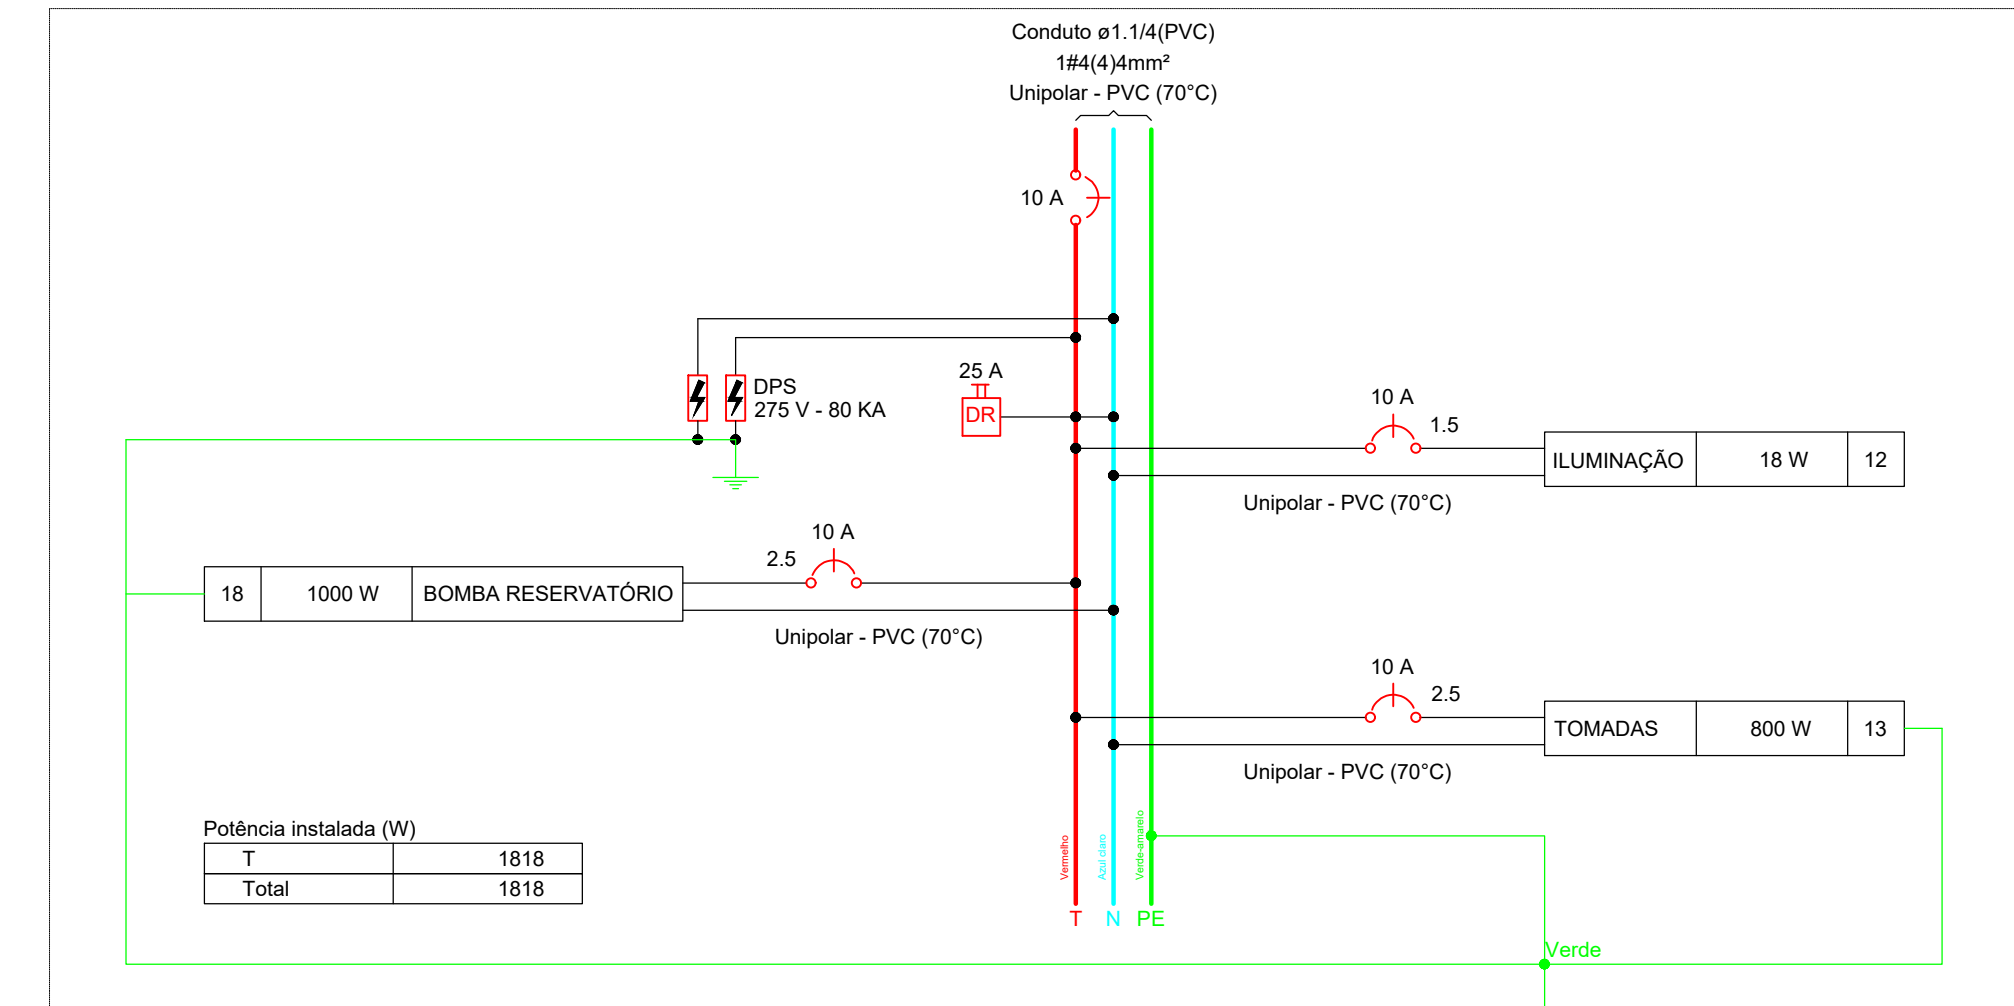 Conduto ø1.1/4(PVC)
1#4(4)4mm²
Unipolar - PVC (70°C)
10 A
DPS
275 V - 80 KA
25 A
DR
10 A
1.5
ILUMINAÇÃO 18 W 12
Unipolar - PVC (70°C)
10 A
2.5
18 1000 W BOMBA RESERVATÓRIO
Unipolar - PVC (70°C)
10 A
2.5
TOMADAS 800 W 13
Unipolar - PVC (70°C)
Potência instalada (W)
T 1818
Total 1818
Vermelho
Azul claro
Verde-amarelo
T N PE
Verde